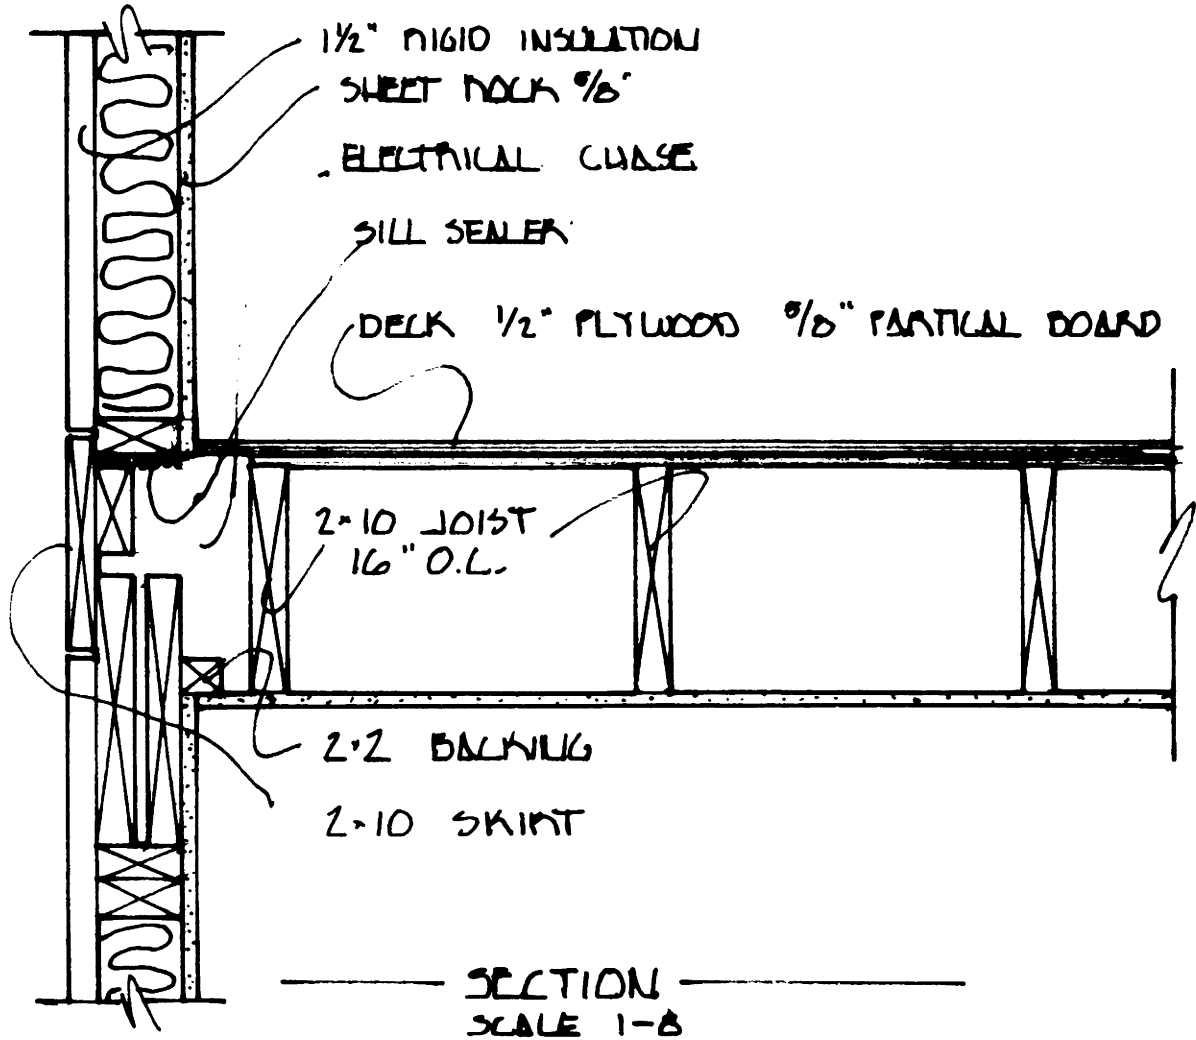 1½" RIGID INSULATION
SHEET ROCK 5/8"
ELECTRICAL CHASE
SILL SEALER
DECK 1/2" PLYWOOD 5/8" PARTICAL BOARD
2×10 JOIST
16" O.C.
2×2 BACKING
2×10 SKIRT
SECTION
SCALE 1-8